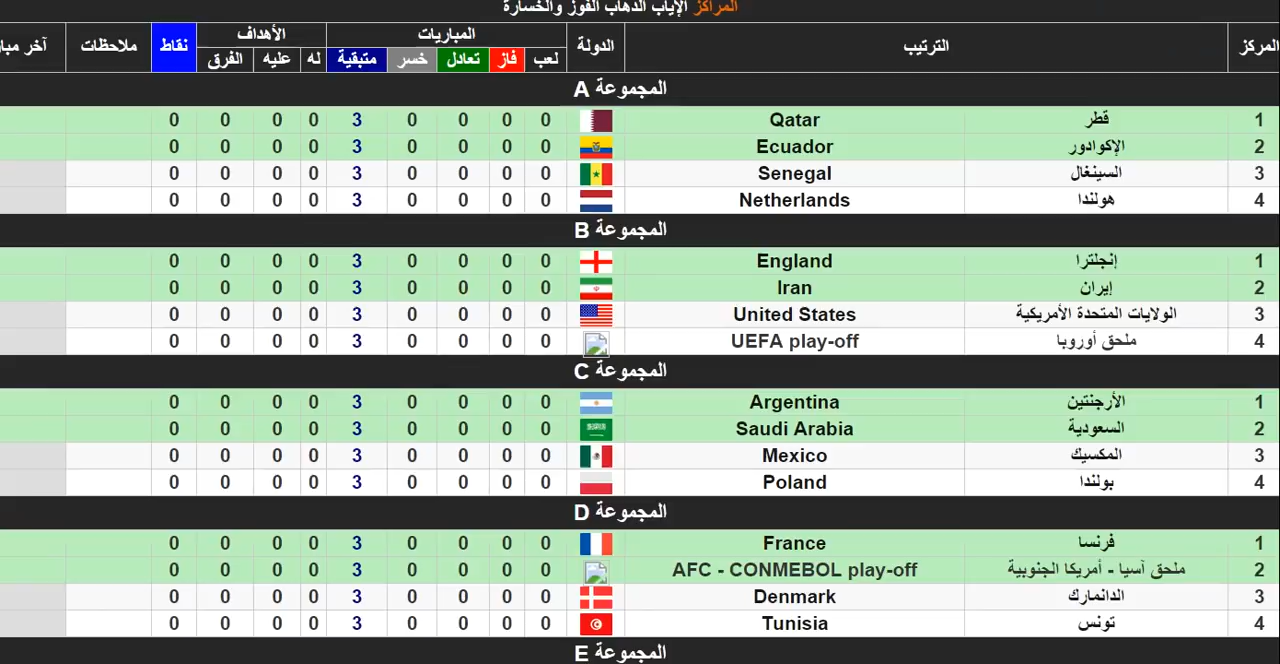 المراكز الإياب الذهاب الفوز والخسارة
المركز الترتيب الدولة المباريات الأهداف نقاط ملاحظات آخر
لعب فاز تعادل خسر متبقية له عليه الفرق
المجموعة A
1 قطر Qatar 0 0 0 0 3 0 0 0 0
2 الإكوادور Ecuador 0 0 0 0 3 0 0 0 0
3 السينغال Senegal 0 0 0 0 3 0 0 0 0
4 هولندا Netherlands 0 0 0 0 3 0 0 0 0
المجموعة B
1 إنجلترا England 0 0 0 0 3 0 0 0 0
2 إيران Iran 0 0 0 0 3 0 0 0 0
3 الولايات المتحدة الأمريكية United States 0 0 0 0 3 0 0 0 0
4 ملحق أوروبا UEFA play-off 0 0 0 0 3 0 0 0 0
المجموعة C
1 الأرجنتين Argentina 0 0 0 0 3 0 0 0 0
2 السعودية Saudi Arabia 0 0 0 0 3 0 0 0 0
3 المكسيك Mexico 0 0 0 0 3 0 0 0 0
4 بولندا Poland 0 0 0 0 3 0 0 0 0
المجموعة D
1 فرنسا France 0 0 0 0 3 0 0 0 0
2 ملحق آسيا - أمريكا الجنوبية AFC - CONMEBOL play-off 0 0 0 0 3 0 0 0 0
3 الدانمارك Denmark 0 0 0 0 3 0 0 0 0
4 تونس Tunisia 0 0 0 0 3 0 0 0 0
المجموعة E